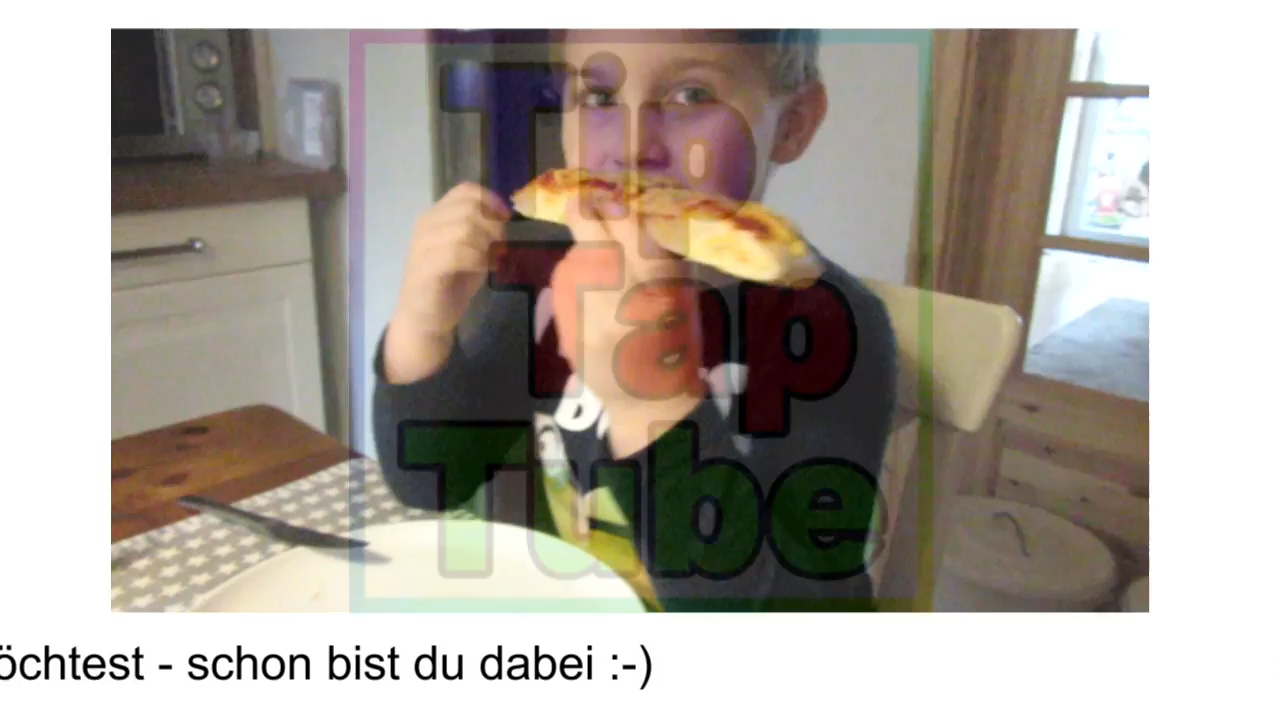 Tip
Tap
Tube
öchtest - schon bist du dabei :-)